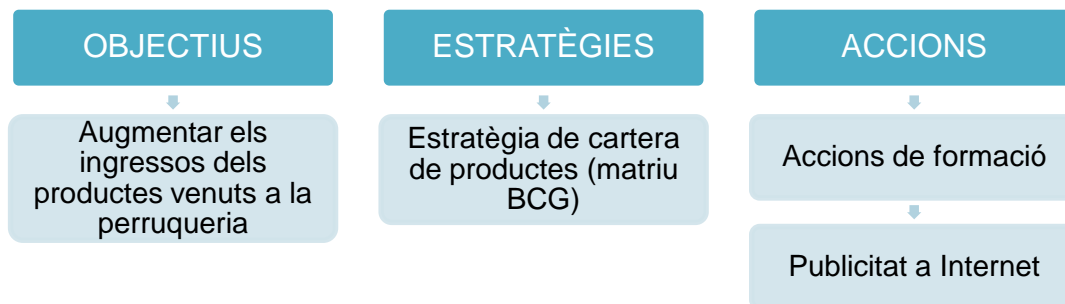 OBJECTIUS
Augmentar els
ingressos dels
productes venuts a la
perruqueria
ESTRATÈGIES
Estratègia de cartera
de productes (matriu
BCG)
ACCIONS
Accions de formació
Publicitat a Internet